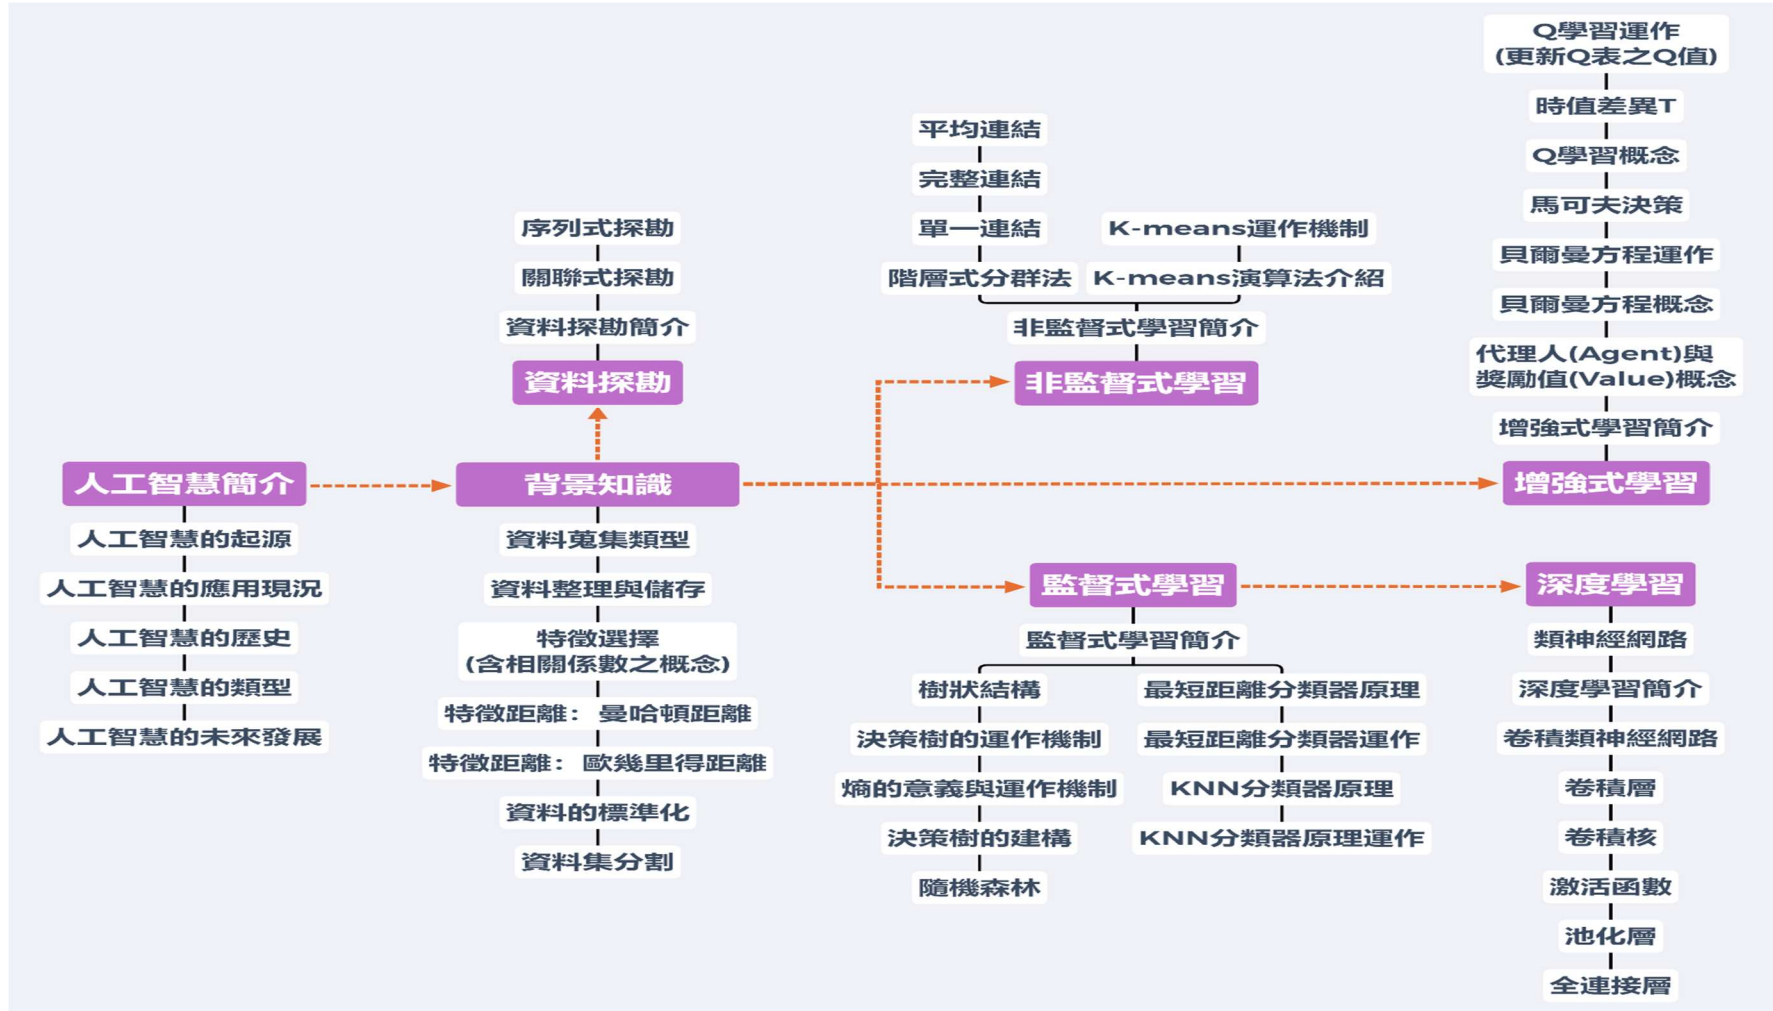 人工智慧簡介
人工智慧的起源
人工智慧的應用現況
人工智慧的歷史
人工智慧的類型
人工智慧的未來發展
序列式探勘
關聯式探勘
資料探勘簡介
資料探勘
背景知識
資料蒐集類型
資料整理與儲存
特徵選擇
(含相關係數之概念)
特徵距離：曼哈頓距離
特徵距離：歐幾里得距離
資料的標準化
資料集分割
平均連結
完整連結
單一連結
階層式分群法
K-means運作機制
K-means演算法介紹
非監督式學習簡介
非監督式學習
監督式學習
監督式學習簡介
樹狀結構
決策樹的運作機制
熵的意義與運作機制
決策樹的建構
隨機森林
最短距離分類器原理
最短距離分類器運作
KNN分類器原理
KNN分類器原理運作
Q學習運作
(更新Q表之Q值)
時值差異T
Q學習概念
馬可夫決策
貝爾曼方程運作
貝爾曼方程概念
代理人(Agent)與
獎勵值(Value)概念
增強式學習簡介
增強式學習
深度學習
類神經網路
深度學習簡介
卷積類神經網路
卷積層
卷積核
激活函數
池化層
全連接層